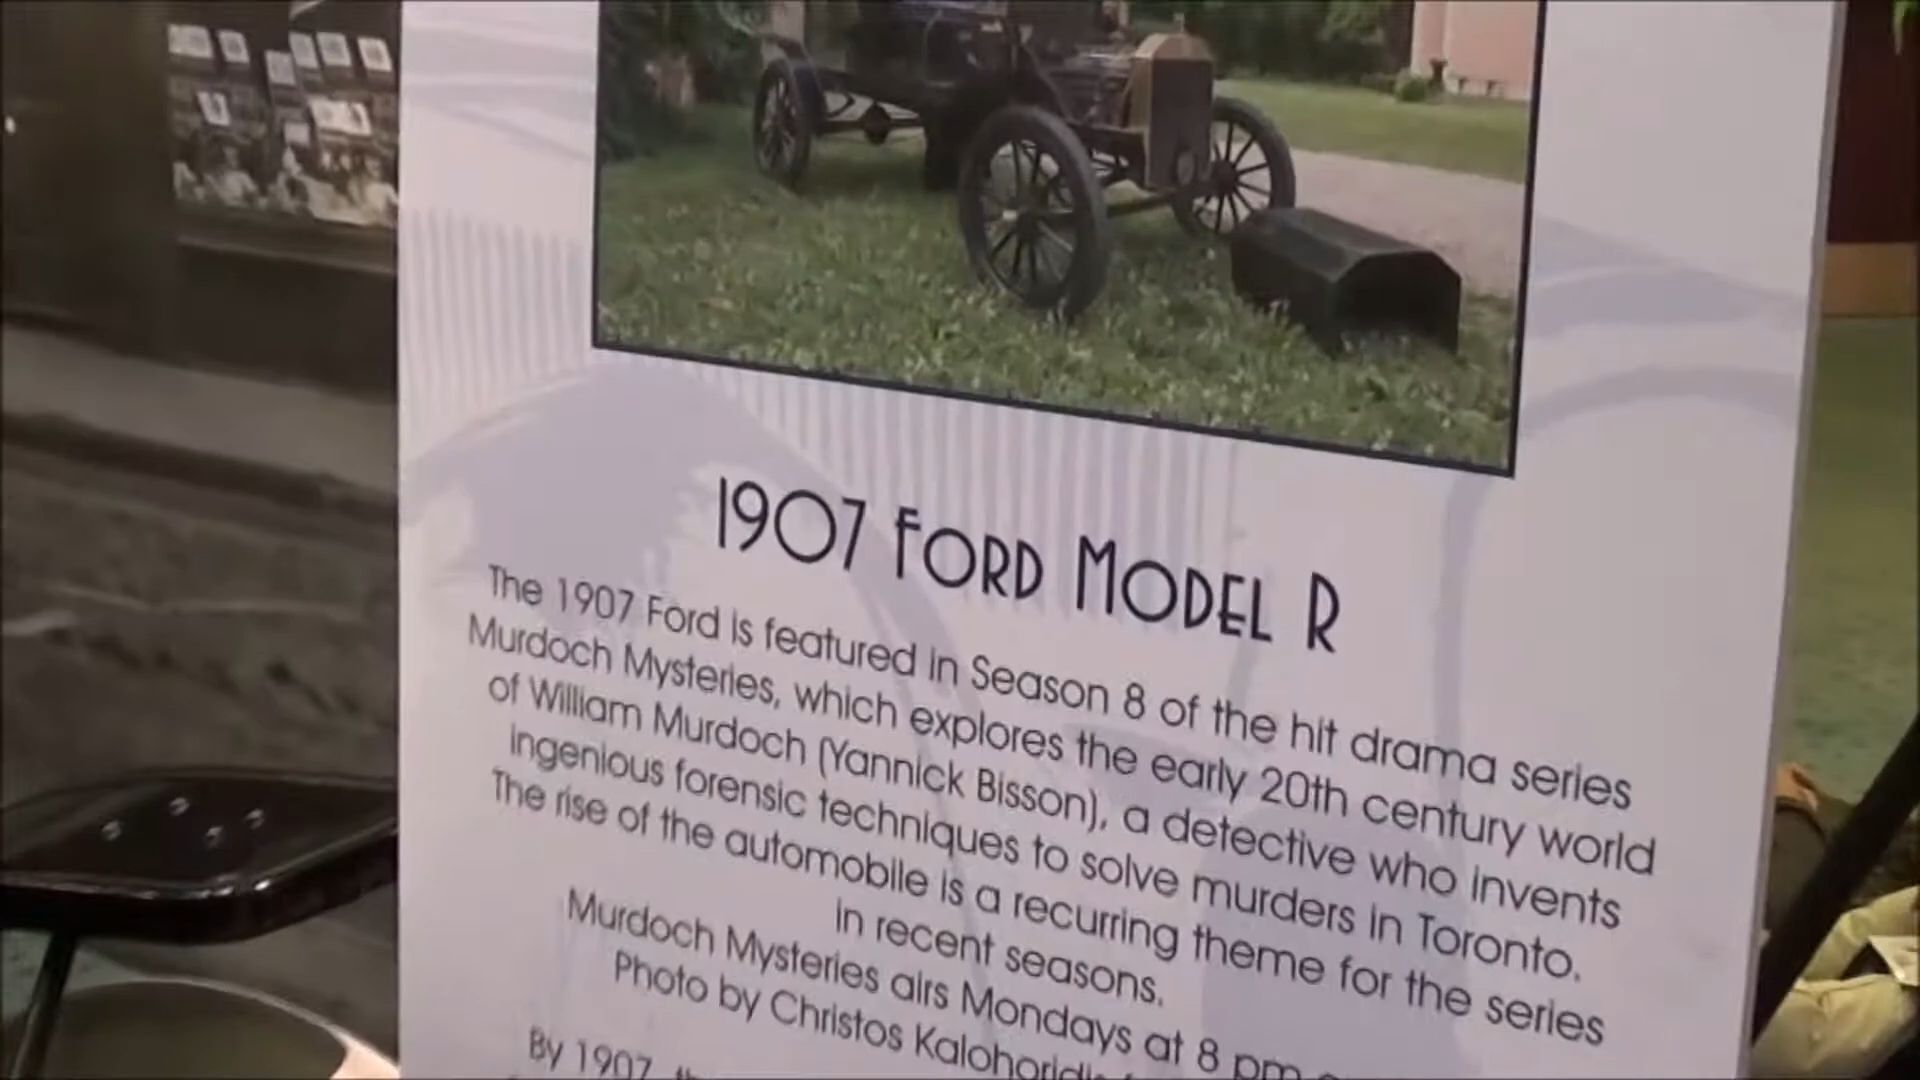 1907 FORD MODEL R
The 1907 Ford is featured in Season 8 of the hit drama series
Murdoch Mysteries, which explores the early 20th century world
of William Murdoch (Yannick Bisson), a detective who invents
ingenious forensic techniques to solve murders in Toronto.
The rise of the automobile is a recurring theme for the series
in recent seasons.
Murdoch Mysteries airs Mondays at 8 pm
Photo by Christos
By 1907,